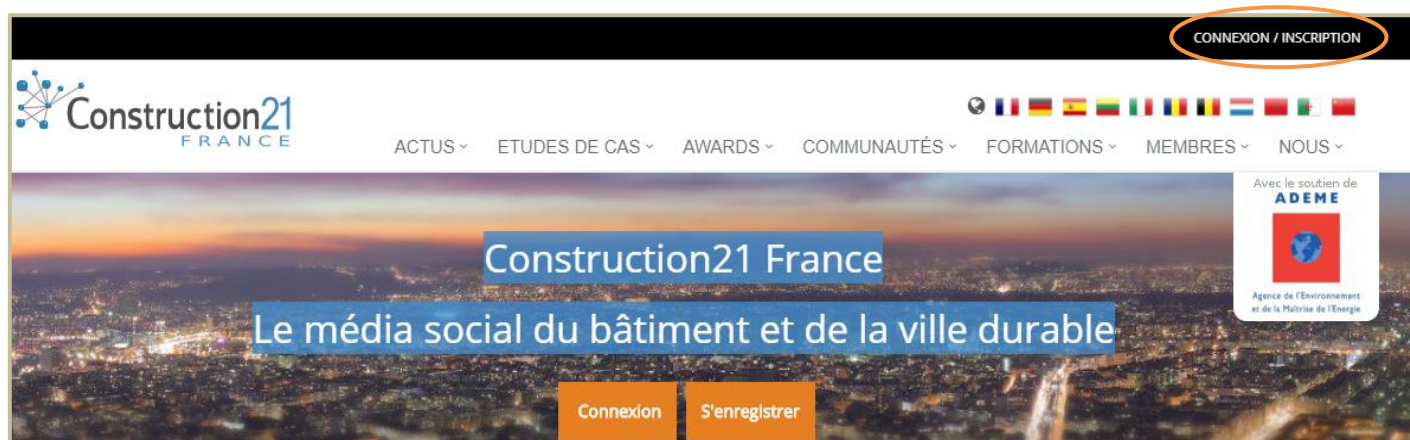 CONNEXION / INSCRIPTION
Construction21
FRANCE
ACTUS ETUDES DE CAS AWARDS COMMUNAUTÉS FORMATIONS MEMBRES NOUS
Avec le soutien de
ADEME
Agence de l'Environnement
et de la Maîtrise de l'Energie
Construction21 France
Le média social du bâtiment et de la ville durable
Connexion S'enregistrer